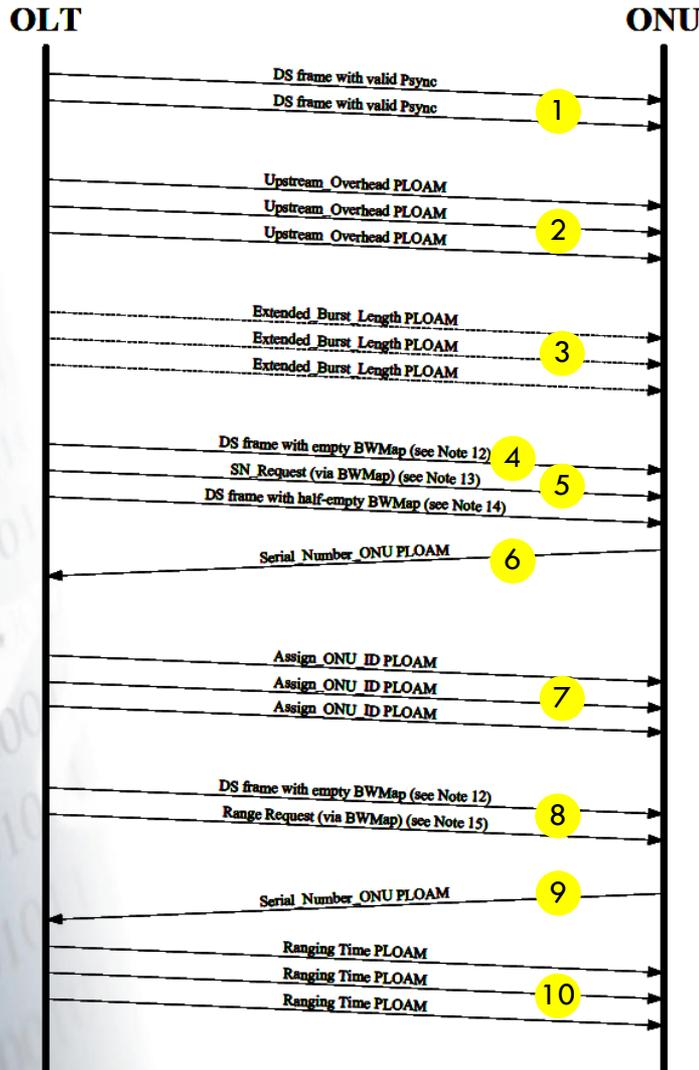 OLT ONU
DS frame with valid Psync
DS frame with valid Psync
1
Upstream_Overhead PLOAM
Upstream_Overhead PLOAM
2
Upstream_Overhead PLOAM
Extended_Burst_Length PLOAM
Extended_Burst_Length PLOAM
3
Extended_Burst_Length PLOAM
DS frame with empty BWMap (see Note 12)
4
SN_Request (via BWMap) (see Note 13)
5
DS frame with half-empty BWMap (see Note 14)
Serial_Number_ONU PLOAM
6
Assign_ONU_ID PLOAM
Assign_ONU_ID PLOAM
7
Assign_ONU_ID PLOAM
DS frame with empty BWMap (see Note 12)
8
Range Request (via BWMap) (see Note 15)
Serial_Number_ONU PLOAM
9
Ranging Time PLOAM
Ranging Time PLOAM
10
Ranging Time PLOAM